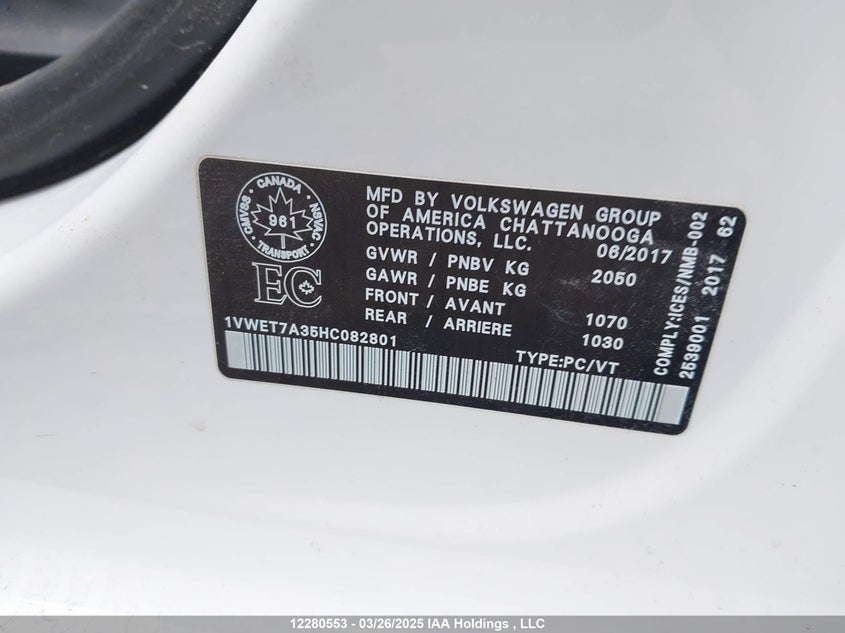 CANADA
CMVSS
NSVAC
961
TRANSPORT
EC
MFD BY VOLKSWAGEN GROUP
OF AMERICA CHATTANOOGA
OPERATIONS, LLC.
06/2017
GVWR / PNBV KG 2050
GAWR / PNBE KG
FRONT / AVANT 1070
REAR / ARRIERE 1030
1VWET7A35HC082801
TYPE:PC/VT
COMPLY:ICES/NMB-002
2539001 2017 62
12280553 - 03/26/2025 IAA Holdings , LLC